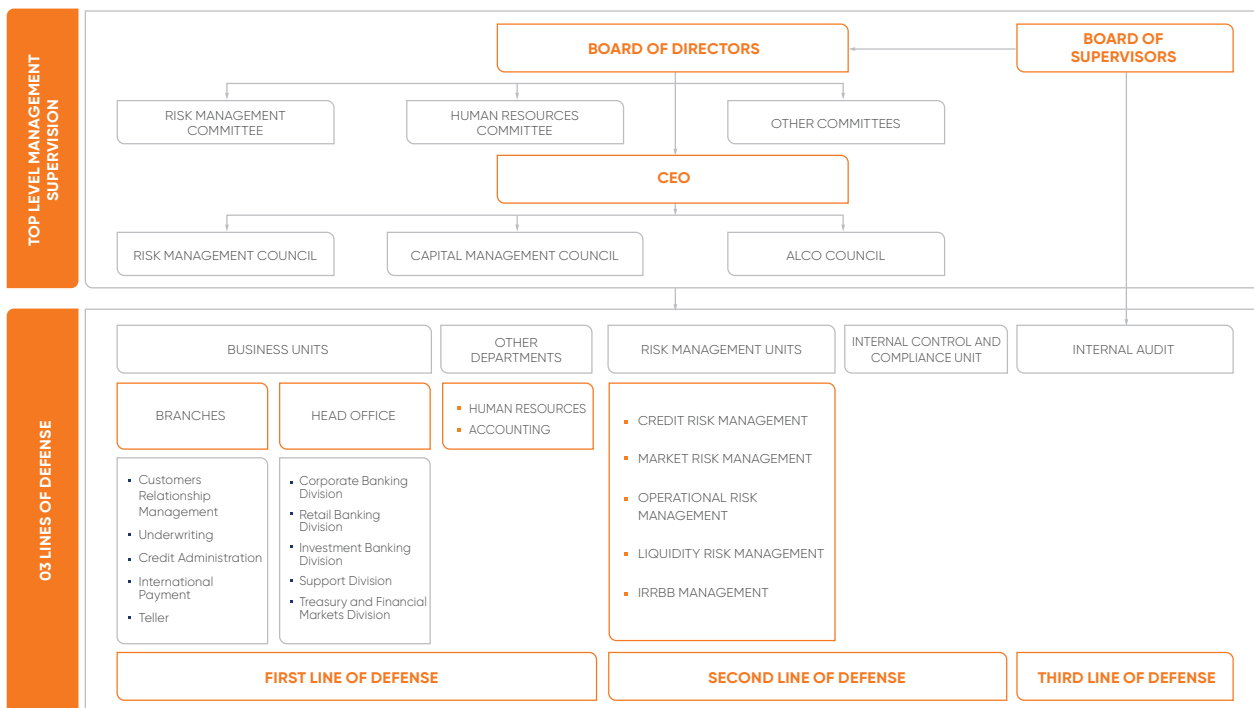 TOP LEVEL MANAGEMENT
SUPERVISION
BOARD OF DIRECTORS
BOARD OF
SUPERVISORS
RISK MANAGEMENT
COMMITTEE
HUMAN RESOURCES
COMMITTEE
OTHER COMMITTEES
CEO
RISK MANAGEMENT COUNCIL
CAPITAL MANAGEMENT COUNCIL
ALCO COUNCIL
03 LINES OF DEFENSE
BUSINESS UNITS
OTHER
DEPARTMENTS
RISK MANAGEMENT UNITS
INTERNAL CONTROL AND
COMPLIANCE UNIT
INTERNAL AUDIT
BRANCHES
HEAD OFFICE
HUMAN RESOURCES
ACCOUNTING
Customers
Relationship
Management
Underwriting
Credit Administration
International
Payment
Teller
Corporate Banking
Division
Retail Banking
Division
Investment Banking
Division
Support Division
Treasury and Financial
Markets Division
CREDIT RISK MANAGEMENT
MARKET RISK MANAGEMENT
OPERATIONAL RISK
MANAGEMENT
LIQUIDITY RISK MANAGEMENT
IRRBB MANAGEMENT
FIRST LINE OF DEFENSE
SECOND LINE OF DEFENSE
THIRD LINE OF DEFENSE